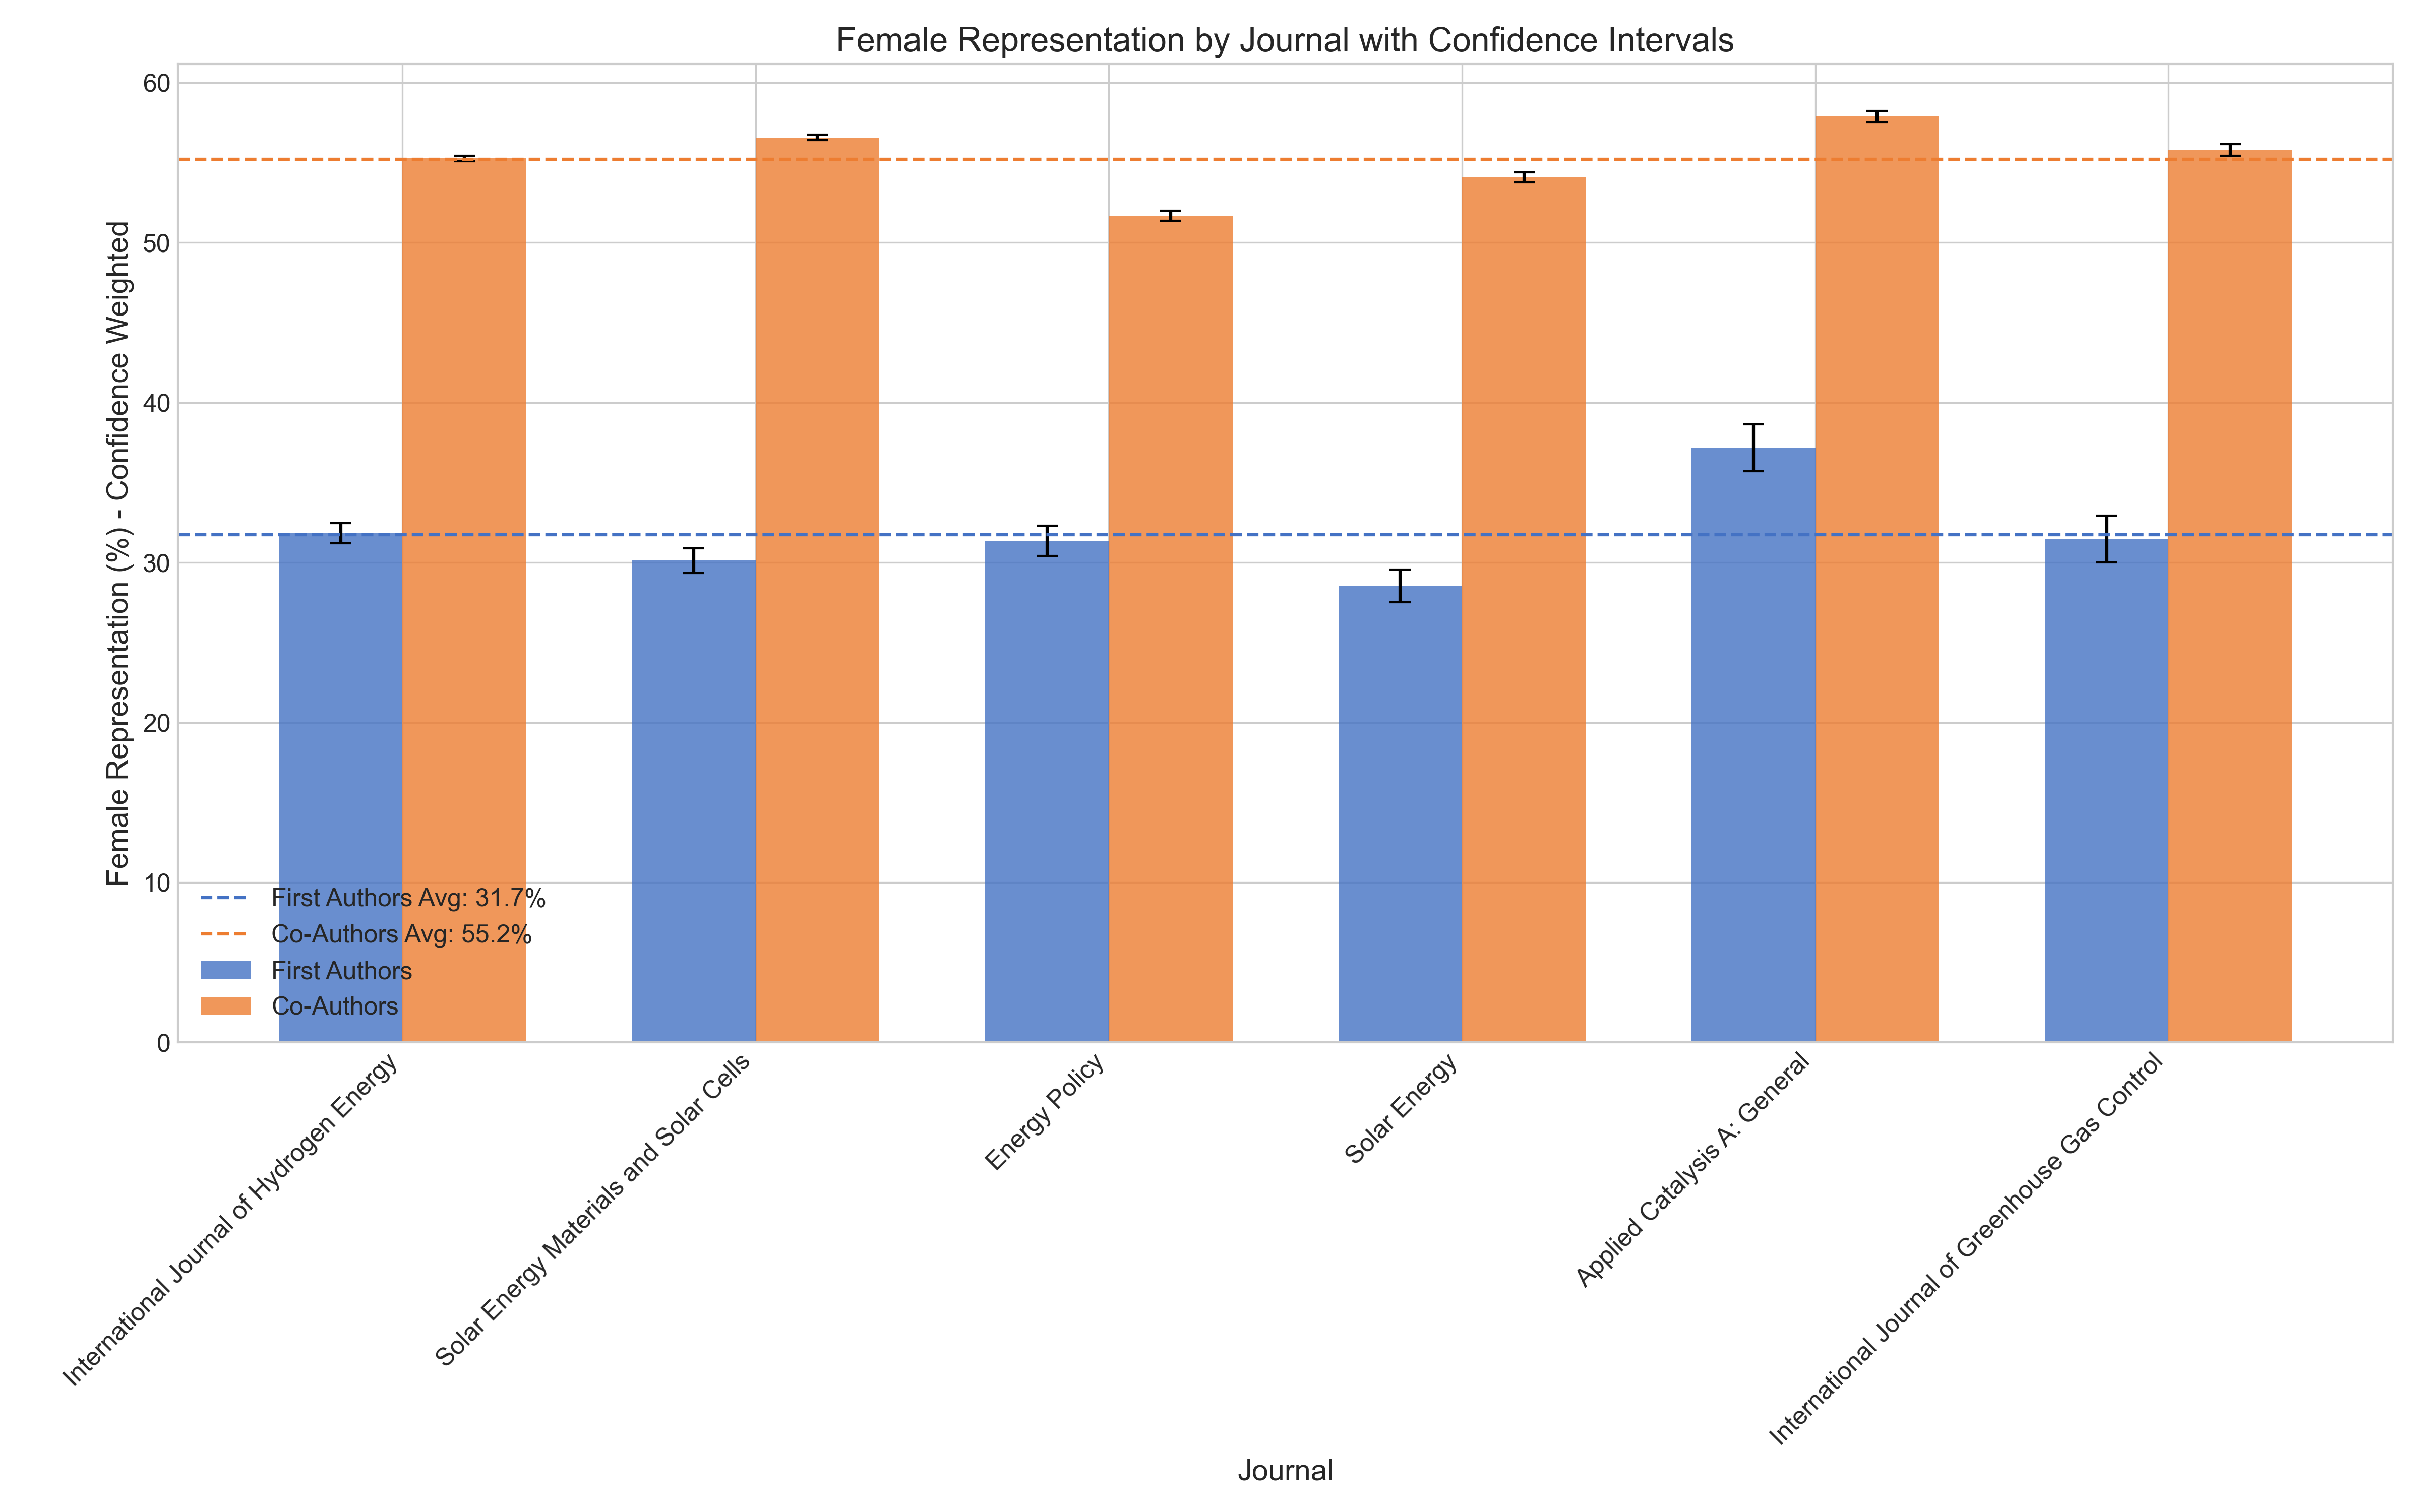 Female Representation by Journal with Confidence Intervals
Female Representation (%) - Confidence Weighted
60
50
40
30
20
10
0
First Authors Avg: 31.7%
Co-Authors Avg: 55.2%
First Authors
Co-Authors
International Journal of Hydrogen Energy
Solar Energy Materials and Solar Cells
Energy Policy
Solar Energy
Applied Catalysis A: General
International Journal of Greenhouse Gas Control
Journal